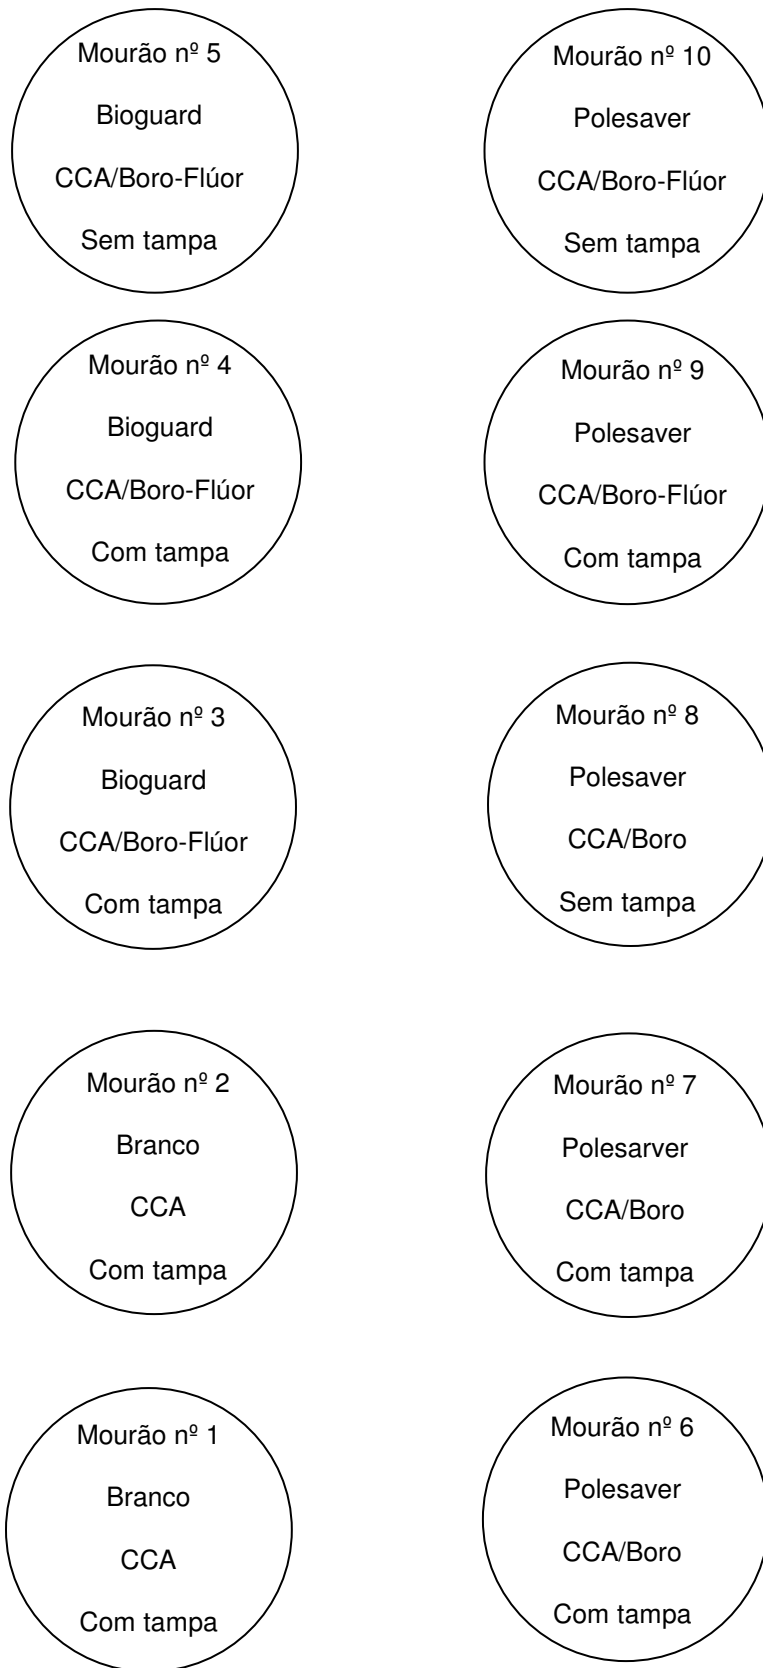 Mourão nº 5
Bioguard
CCA/Boro-Flúor
Sem tampa
Mourão nº 10
Polesaver
CCA/Boro-Flúor
Sem tampa
Mourão nº 4
Bioguard
CCA/Boro-Flúor
Com tampa
Mourão nº 9
Polesaver
CCA/Boro-Flúor
Com tampa
Mourão nº 3
Bioguard
CCA/Boro-Flúor
Com tampa
Mourão nº 8
Polesaver
CCA/Boro
Sem tampa
Mourão nº 2
Branco
CCA
Com tampa
Mourão nº 7
Polesarver
CCA/Boro
Com tampa
Mourão nº 1
Branco
CCA
Com tampa
Mourão nº 6
Polesaver
CCA/Boro
Com tampa